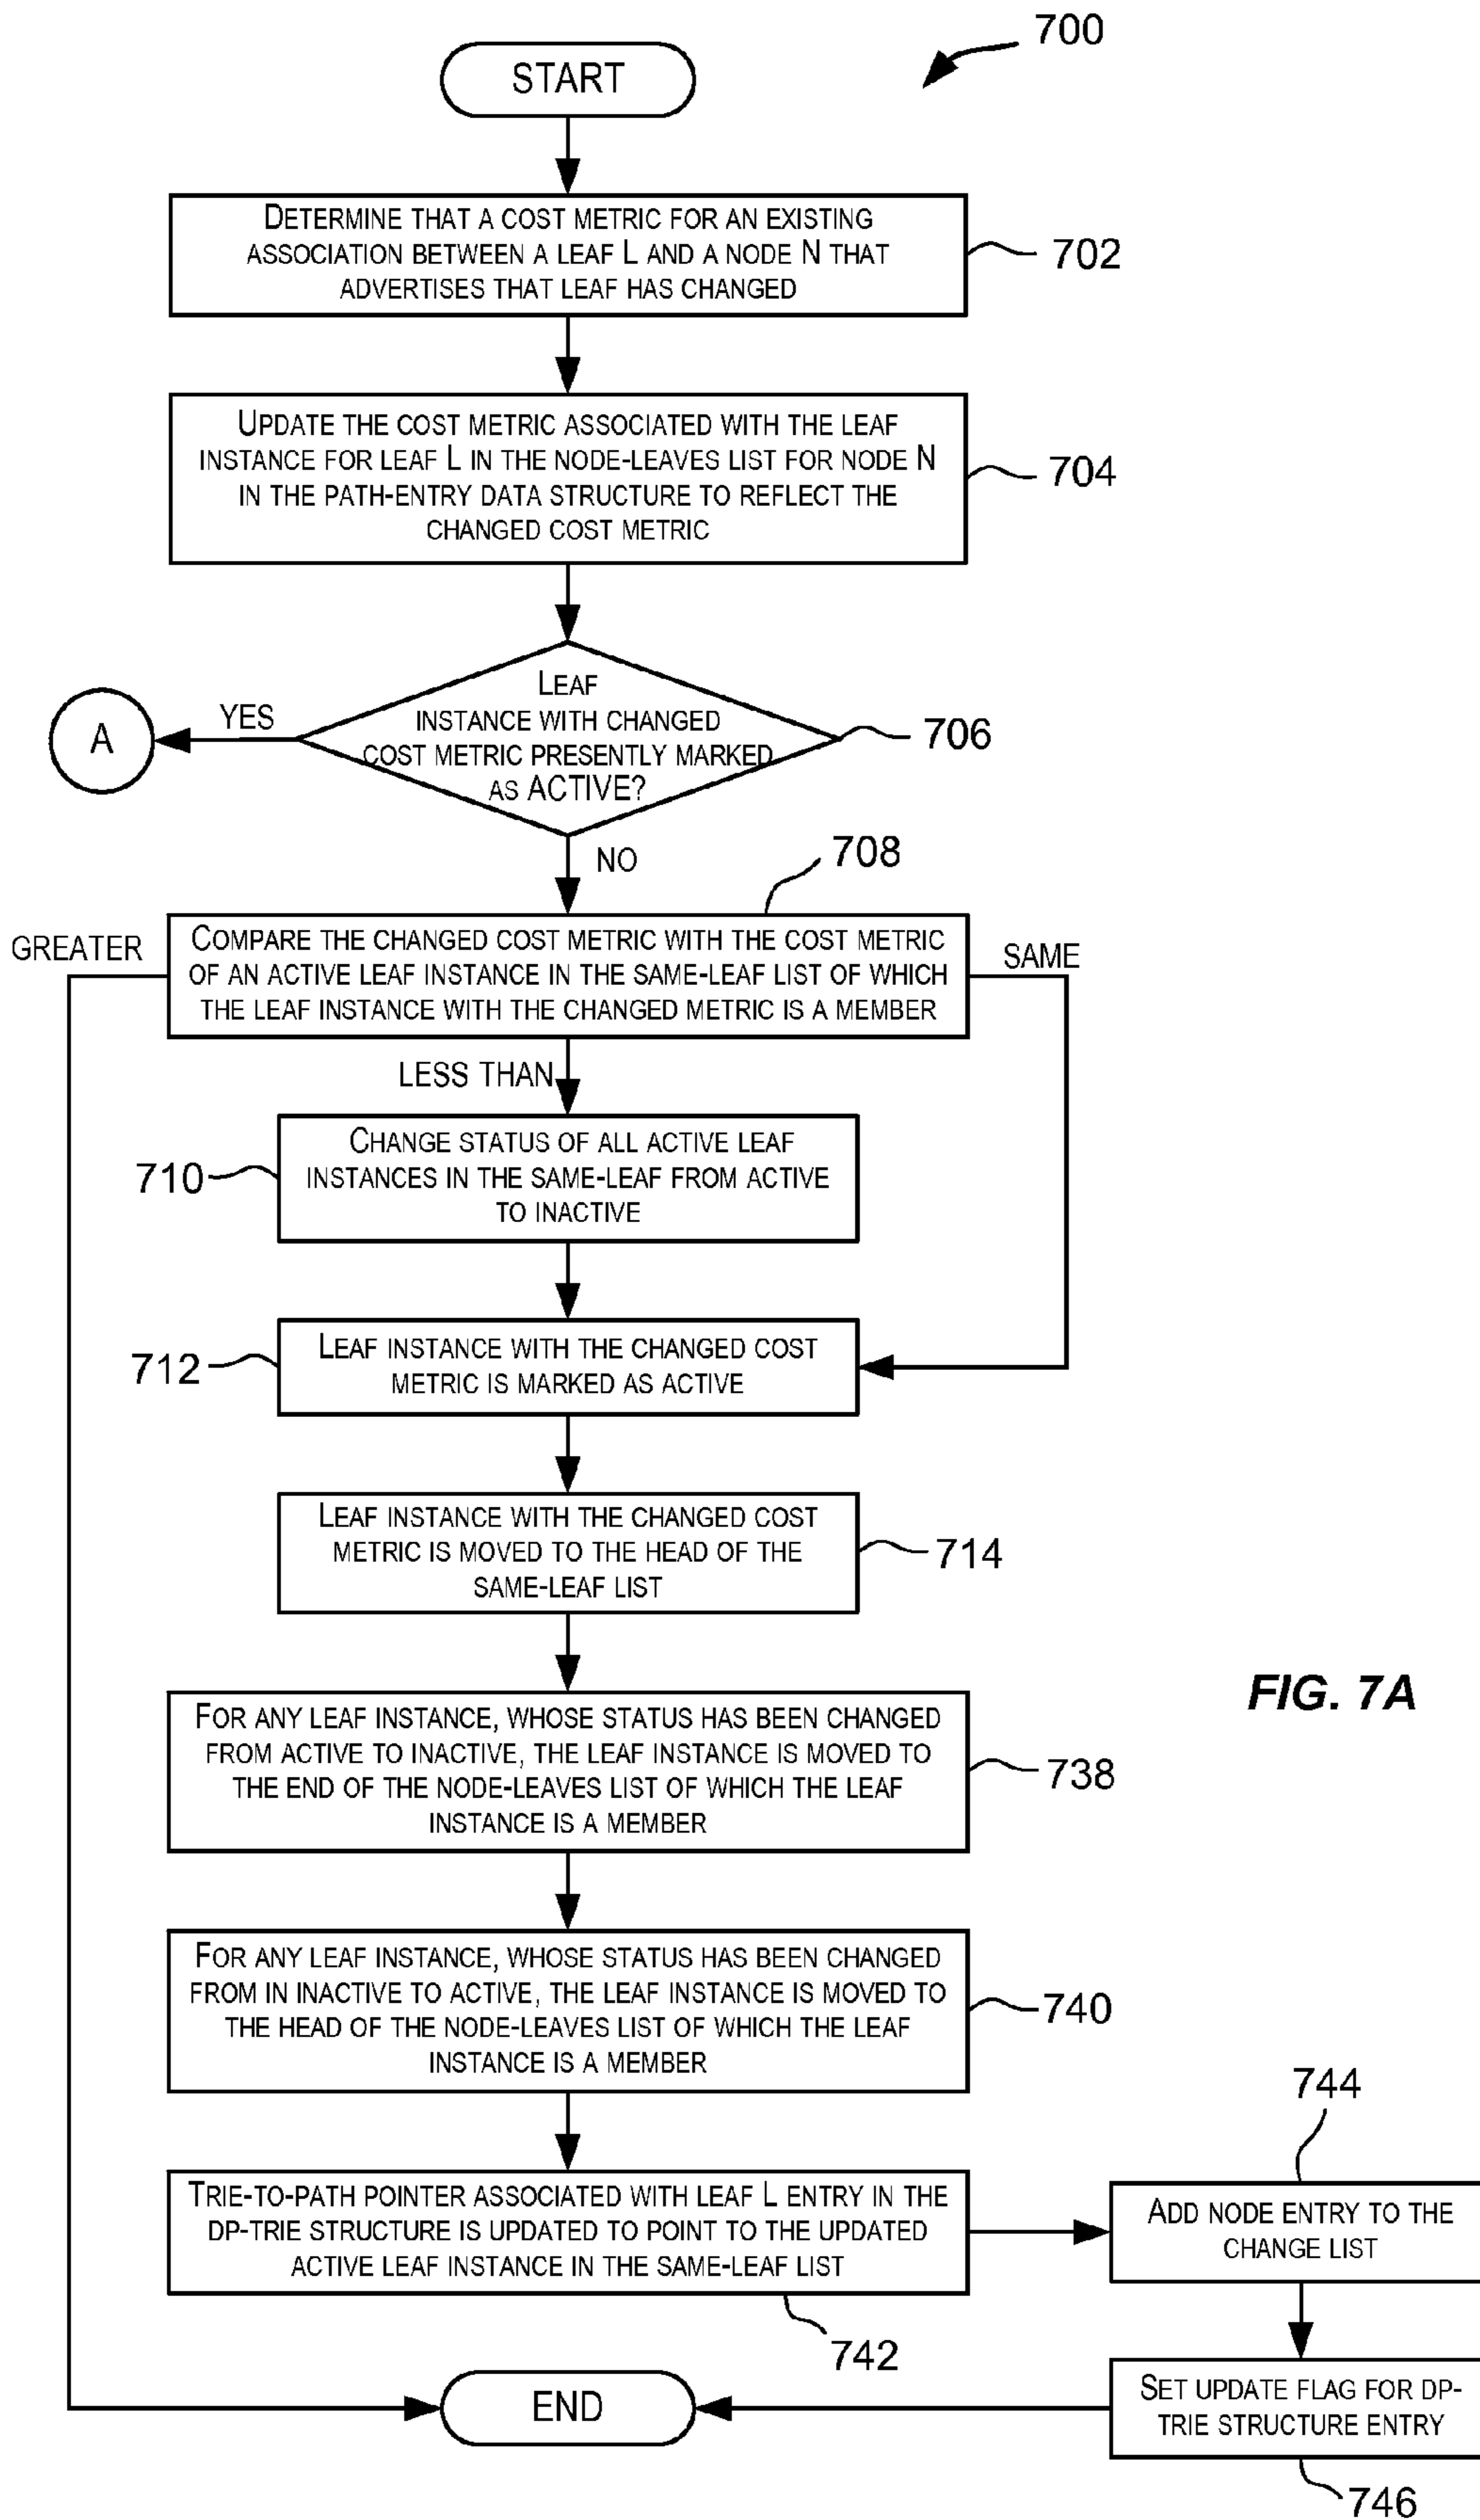 700
START
DETERMINE THAT A COST METRIC FOR AN EXISTING
ASSOCIATION BETWEEN A LEAF L AND A NODE N THAT
ADVERTISES THAT LEAF HAS CHANGED
702
UPDATE THE COST METRIC ASSOCIATED WITH THE LEAF
INSTANCE FOR LEAF L IN THE NODE-LEAVES LIST FOR NODE N
IN THE PATH-ENTRY DATA STRUCTURE TO REFLECT THE
CHANGED COST METRIC
704
LEAF
INSTANCE WITH CHANGED
COST METRIC PRESENTLY MARKED
AS ACTIVE?
706
YES
A
NO
708
COMPARE THE CHANGED COST METRIC WITH THE COST METRIC
OF AN ACTIVE LEAF INSTANCE IN THE SAME-LEAF LIST OF WHICH
THE LEAF INSTANCE WITH THE CHANGED METRIC IS A MEMBER
GREATER
SAME
LESS THAN
CHANGE STATUS OF ALL ACTIVE LEAF
INSTANCES IN THE SAME-LEAF FROM ACTIVE
TO INACTIVE
710
LEAF INSTANCE WITH THE CHANGED COST
METRIC IS MARKED AS ACTIVE
712
LEAF INSTANCE WITH THE CHANGED COST
METRIC IS MOVED TO THE HEAD OF THE
SAME-LEAF LIST
714
FIG. 7A
FOR ANY LEAF INSTANCE, WHOSE STATUS HAS BEEN CHANGED
FROM ACTIVE TO INACTIVE, THE LEAF INSTANCE IS MOVED TO
THE END OF THE NODE-LEAVES LIST OF WHICH THE LEAF
INSTANCE IS A MEMBER
738
FOR ANY LEAF INSTANCE, WHOSE STATUS HAS BEEN CHANGED
FROM IN INACTIVE TO ACTIVE, THE LEAF INSTANCE IS MOVED TO
THE HEAD OF THE NODE-LEAVES LIST OF WHICH THE LEAF
INSTANCE IS A MEMBER
740
TRIE-TO-PATH POINTER ASSOCIATED WITH LEAF L ENTRY IN THE
DP-TRIE STRUCTURE IS UPDATED TO POINT TO THE UPDATED
ACTIVE LEAF INSTANCE IN THE SAME-LEAF LIST
742
744
ADD NODE ENTRY TO THE
CHANGE LIST
SET UPDATE FLAG FOR DP-
TRIE STRUCTURE ENTRY
746
END